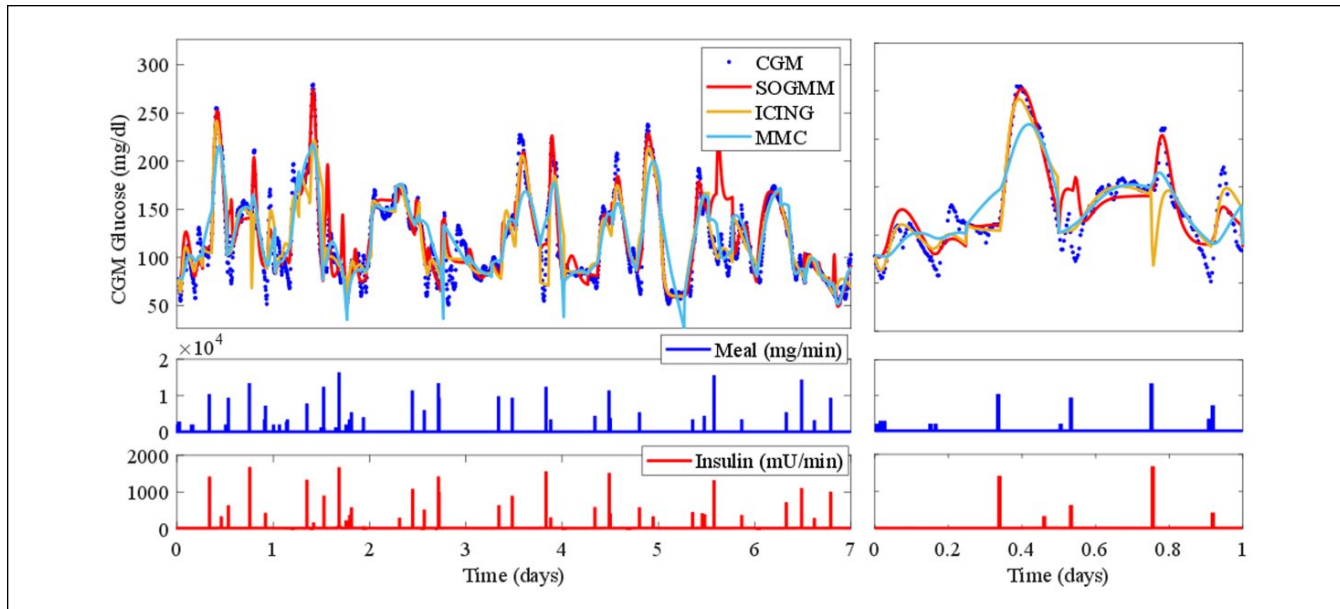 300
250
200
150
100
50
CGM Glucose (mg/dl)
CGM
SOGMM
ICING
MMC
×10⁴
2
1
0
Meal (mg/min)
2000
1000
0
Insulin (mU/min)
0 1 2 3 4 5 6 7
Time (days)
0 0.2 0.4 0.6 0.8 1
Time (days)